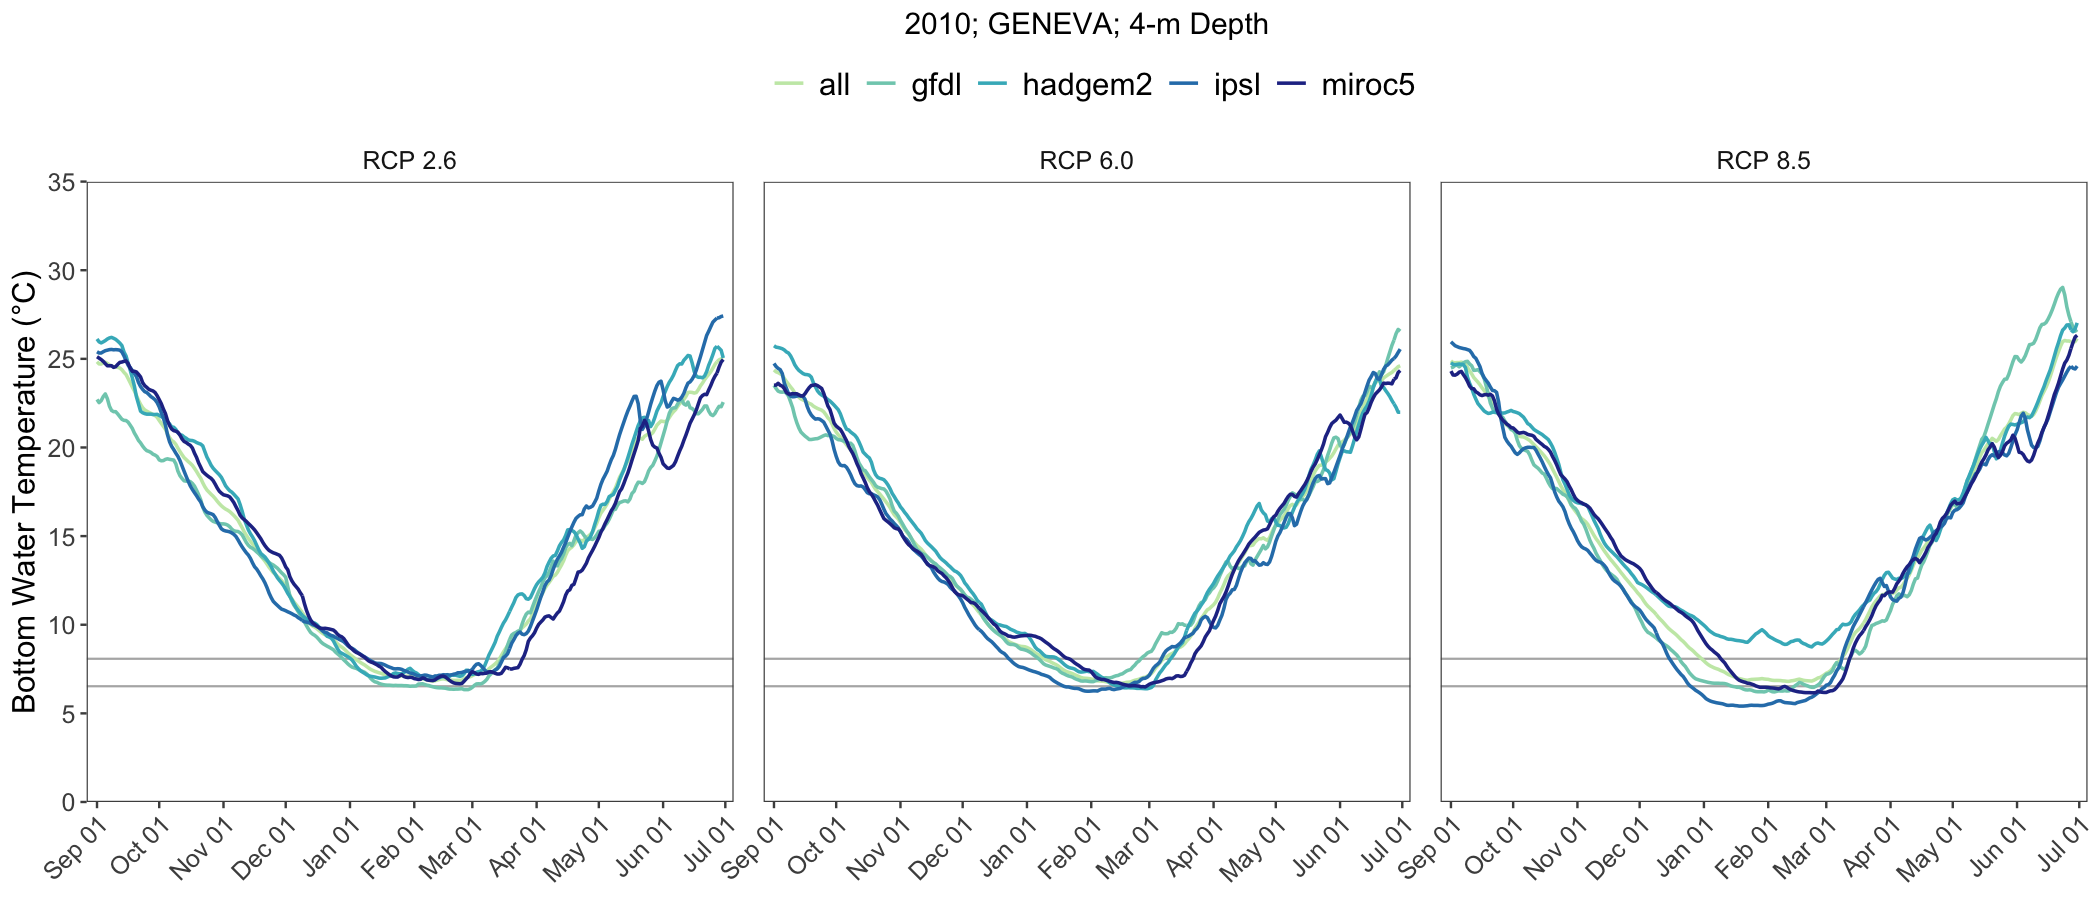 2010; GENEVA; 4-m Depth
all gfdl hadgem2 ipsl miroc5
RCP 2.6 RCP 6.0 RCP 8.5
Bottom Water Temperature (°C)
35
30
25
20
15
10
5
0
Sep 01 Oct 01 Nov 01 Dec 01 Jan 01 Feb 01 Mar 01 Apr 01 May 01 Jun 01 Jul 01
Sep 01 Oct 01 Nov 01 Dec 01 Jan 01 Feb 01 Mar 01 Apr 01 May 01 Jun 01 Jul 01
Sep 01 Oct 01 Nov 01 Dec 01 Jan 01 Feb 01 Mar 01 Apr 01 May 01 Jun 01 Jul 01